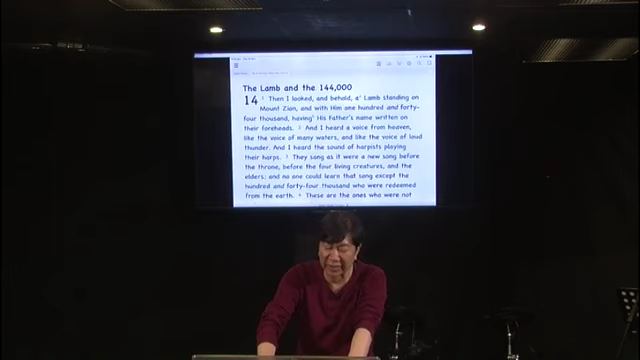 The Lamb and the 144,000
14 1 Then I looked, and behold, a Lamb standing on
Mount Zion, and with Him one hundred and forty-
four thousand, having His Father's name written on
their foreheads. 2 And I heard a voice from heaven,
like the voice of many waters, and like the voice of loud
thunder. And I heard the sound of harpists playing
their harps. 3 They sang as it were a new song before
the throne, before the four living creatures, and the
elders; and no one could learn that song except the
hundred and forty-four thousand who were redeemed
from the earth. 4 These are the ones who were not